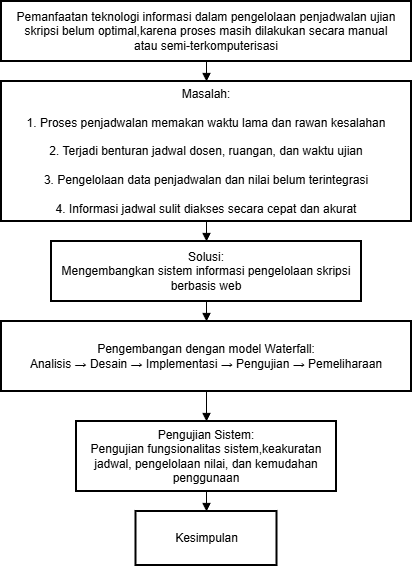 Pemanfaatan teknologi informasi dalam pengelolaan penjadwalan ujian
skripsi belum optimal,karena proses masih dilakukan secara manual
atau semi-terkomputerisasi
Masalah:
1. Proses penjadwalan memakan waktu lama dan rawan kesalahan
2. Terjadi benturan jadwal dosen, ruangan, dan waktu ujian
3. Pengelolaan data penjadwalan dan nilai belum terintegrasi
4. Informasi jadwal sulit diakses secara cepat dan akurat
Solusi:
Mengembangkan sistem informasi pengelolaan skripsi
berbasis web
Pengembangan dengan model Waterfall:
Analisis → Desain → Implementasi → Pengujian → Pemeliharaan
Pengujian Sistem:
Pengujian fungsionalitas sistem,keakuratan
jadwal, pengelolaan nilai, dan kemudahan
penggunaan
Kesimpulan